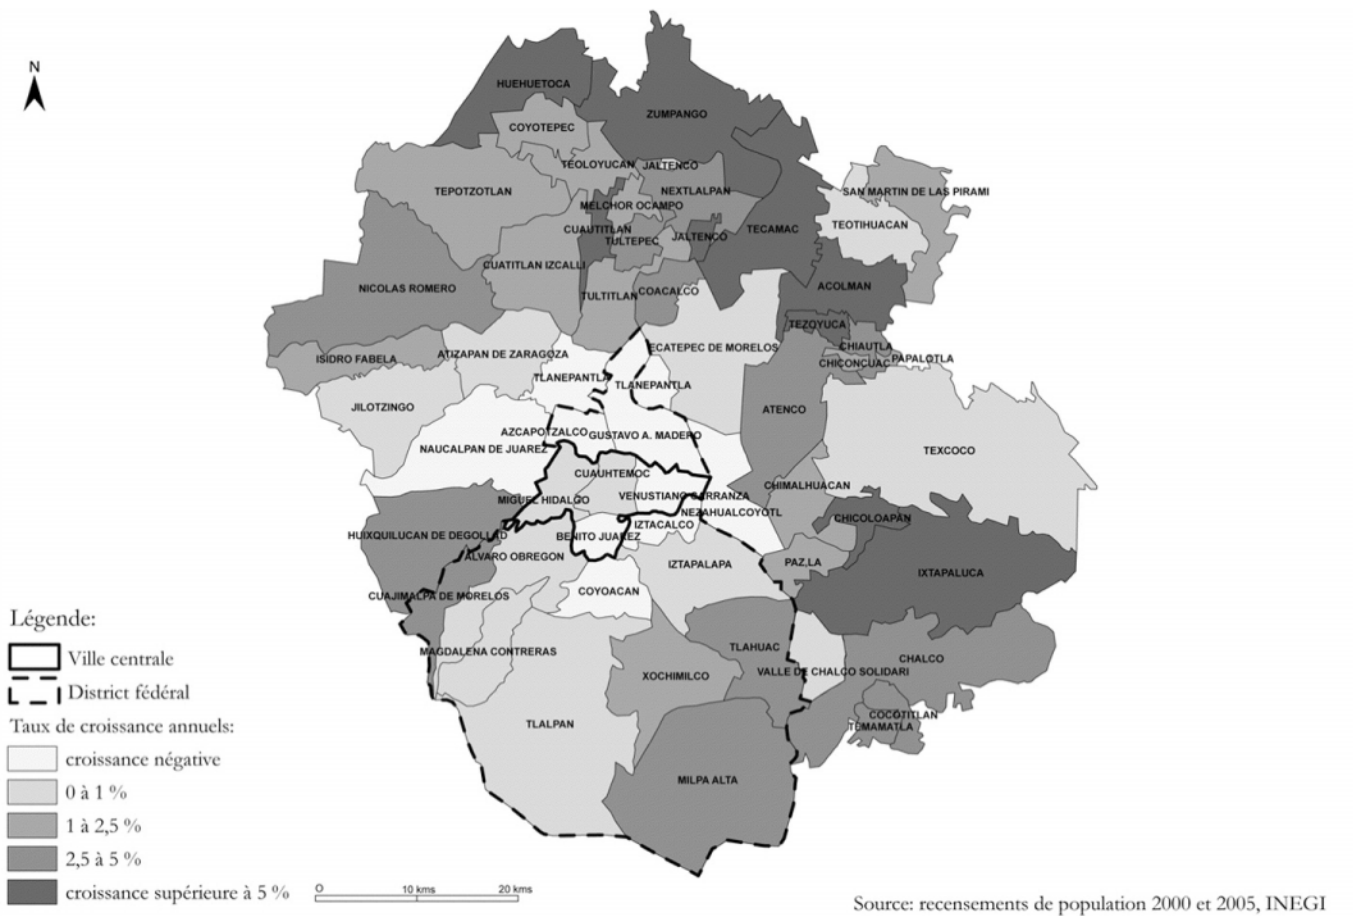 N
HUEHUETOCA
ZUMPANGO
COYOTEPEC
TEOLOYUCAN
JALTENCO
TEPOTZOTLAN
NEXTLALPAN
SAN MARTIN DE LAS PIRAMI
MELCHOR OCAMPO
TEOTIHUACAN
CUAUTITLAN
TECAMAC
TULTEPEC
JALTENCO
CUATITLAN IZCALLI
NICOLAS ROMERO
ACOLMAN
TULTITLAN
COACALCO
TEZOYUCA
CHIAUTLA
ECATEPEC DE MORELOS
ISIDRO FABELA
ATIZAPAN DE ZARAGOZA
PAPALOTLA
CHICONCUAC
TLANEPANTLA
TLANEPANTLA
JILOTZINGO
ATENCO
AZCAPOTZALCO
GUSTAVO A. MADERO
NAUCALPAN DE JUAREZ
TEXCOCO
CUAUHTEMOC
CHIMALHUACAN
MIGUEL HIDALGO
VENUSTIANO CARRANZA
NEZAHUALCOYOTL
CHICOLOAPAN
IZTACALCO
HUIXQUILUCAN DE DEGOLLAD
BENITO JUAREZ
ALVARO OBREGON
IZTAPALAPA
PAZ,LA
IXTAPALUCA
COYOACAN
CUAJIMALPA DE MORELOS
TLAHUAC
MAGDALENA CONTRERAS
CHALCO
XOCHIMILCO
VALLE DE CHALCO SOLIDARI
COCOTITLAN
TLALPAN
TEMAMATLA
MILPA ALTA
Légende:
Ville centrale
District fédéral
Taux de croissance annuels:
croissance négative
0 à 1 %
1 à 2,5 %
2,5 à 5 %
croissance supérieure à 5 %
0 10 kms 20 kms
Source: recensements de population 2000 et 2005, INEGI